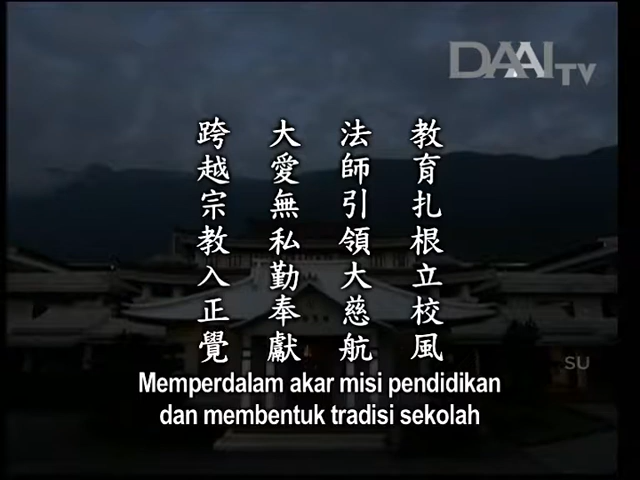 DAAI TV
教育扎根立校風
法師引領大慈航
大愛無私勤奉獻
跨越宗教入正覺
SU
Memperdalam akar misi pendidikan
dan membentuk tradisi sekolah